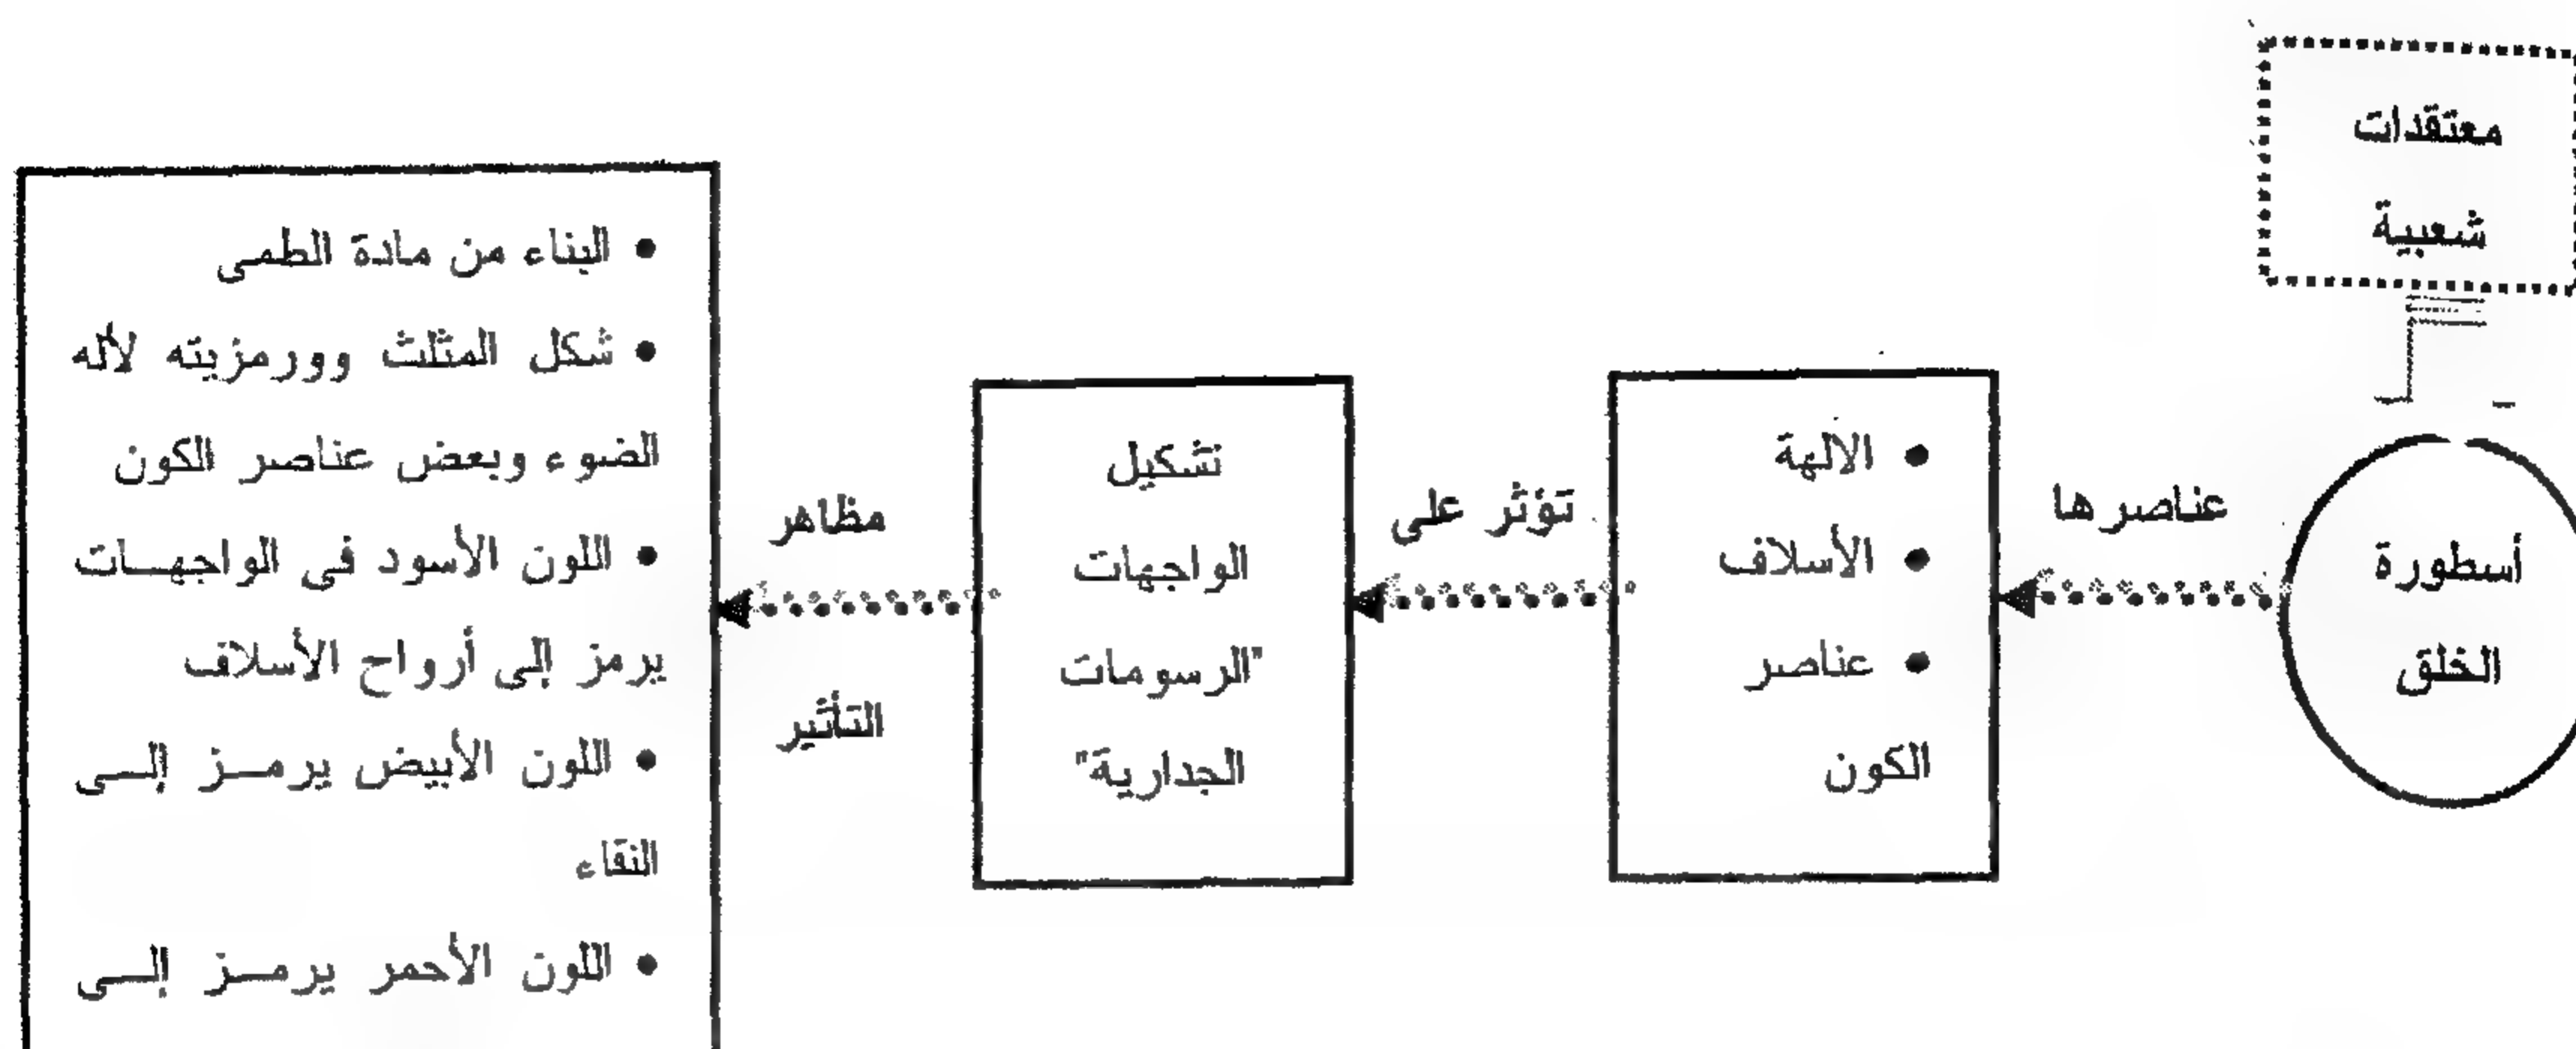 معتقدات
شعبية
أسطورة
الخلق
عناصرها
• الآلهة
• الأسلاف
• عناصر
الكون
تؤثر على
تشكيل
الواجهات
"الرسومات
الجدارية"
مظاهر
التأثير
• البناء من مادة الطمى
• شكل المثلث وورمزيته لأله
الضوء وبعض عناصر الكون
• اللون الأسود فى الواجهات
يرمز إلى أرواح الأسلاف
• اللون الأبيض يرمز إلى
النقاء
• اللون الأحمر يرمز إلى